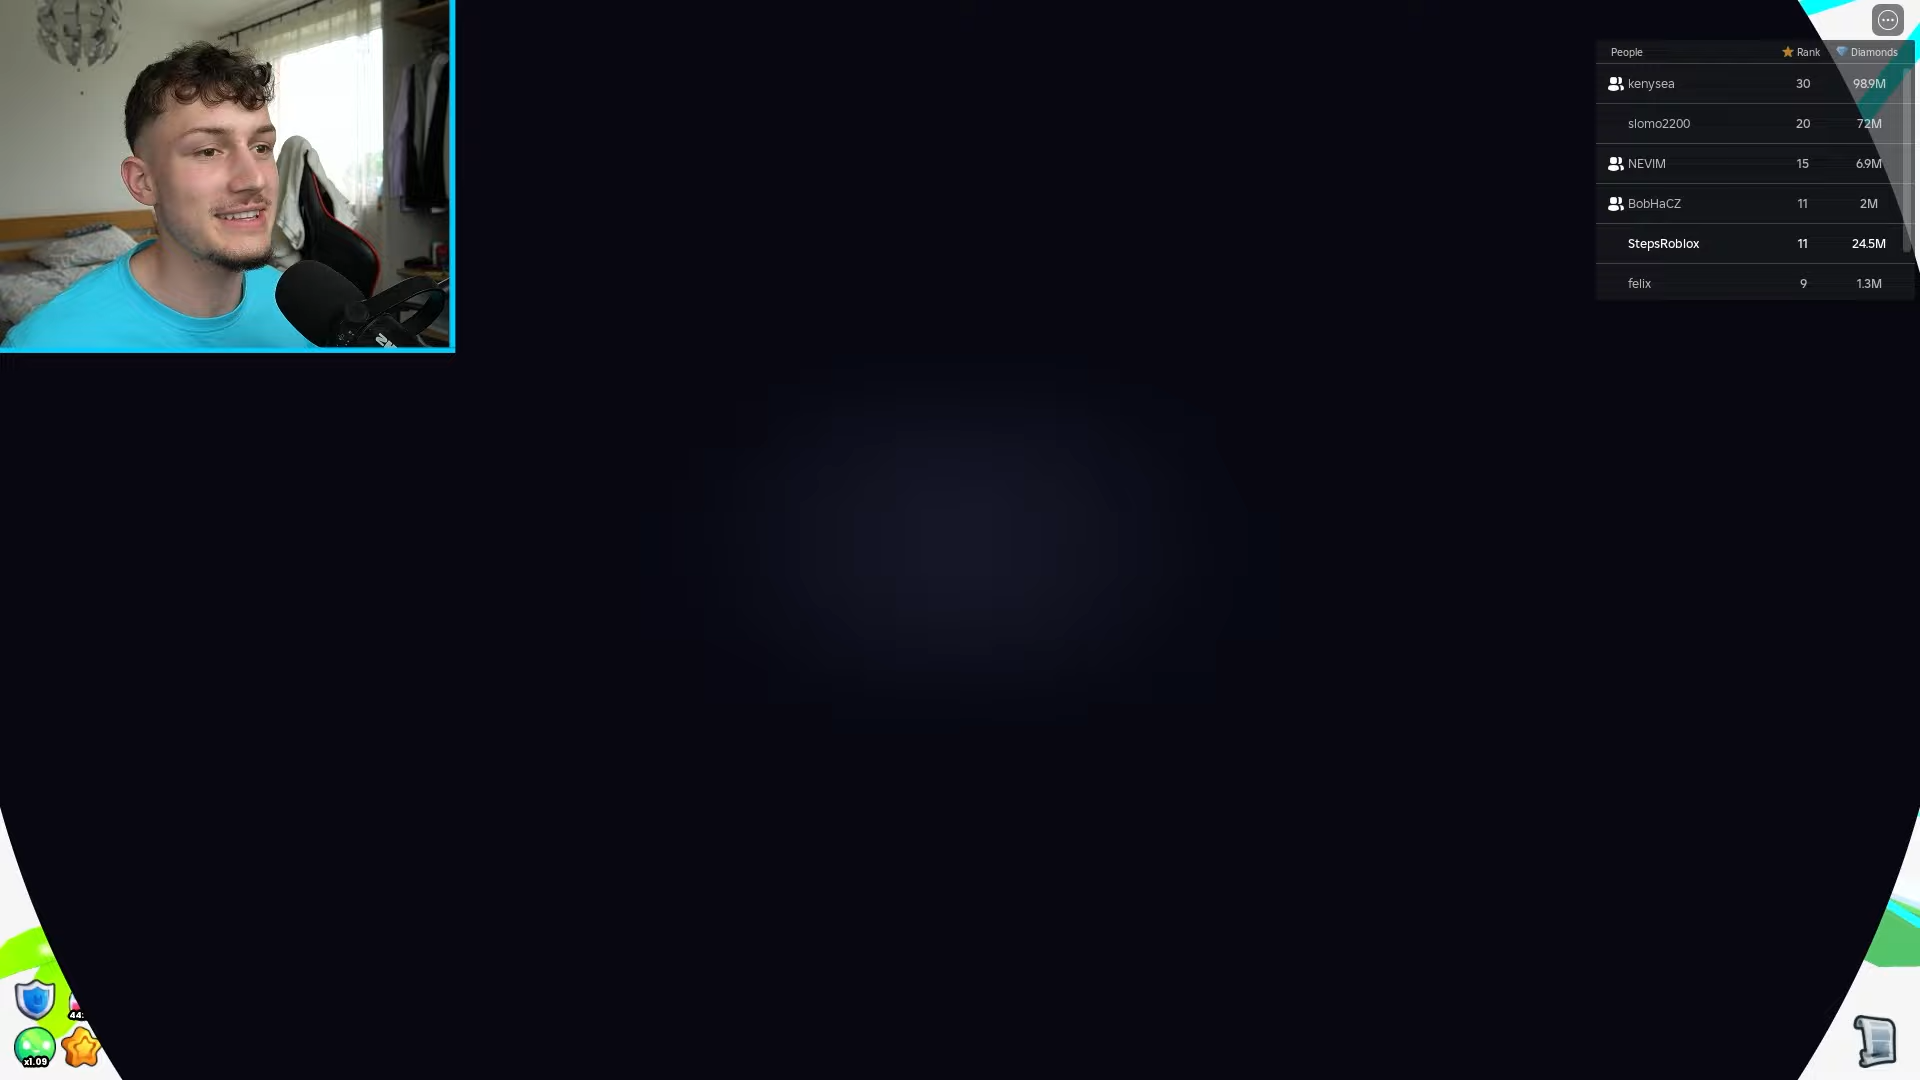 People Rank Diamonds
kenysea 30 98.9M
slomo2200 20 72M
NEVIM 15 6.9M
BobHaCZ 11 2M
StepsRoblox 11 24.5M
felix 9 1.3M
x1.09